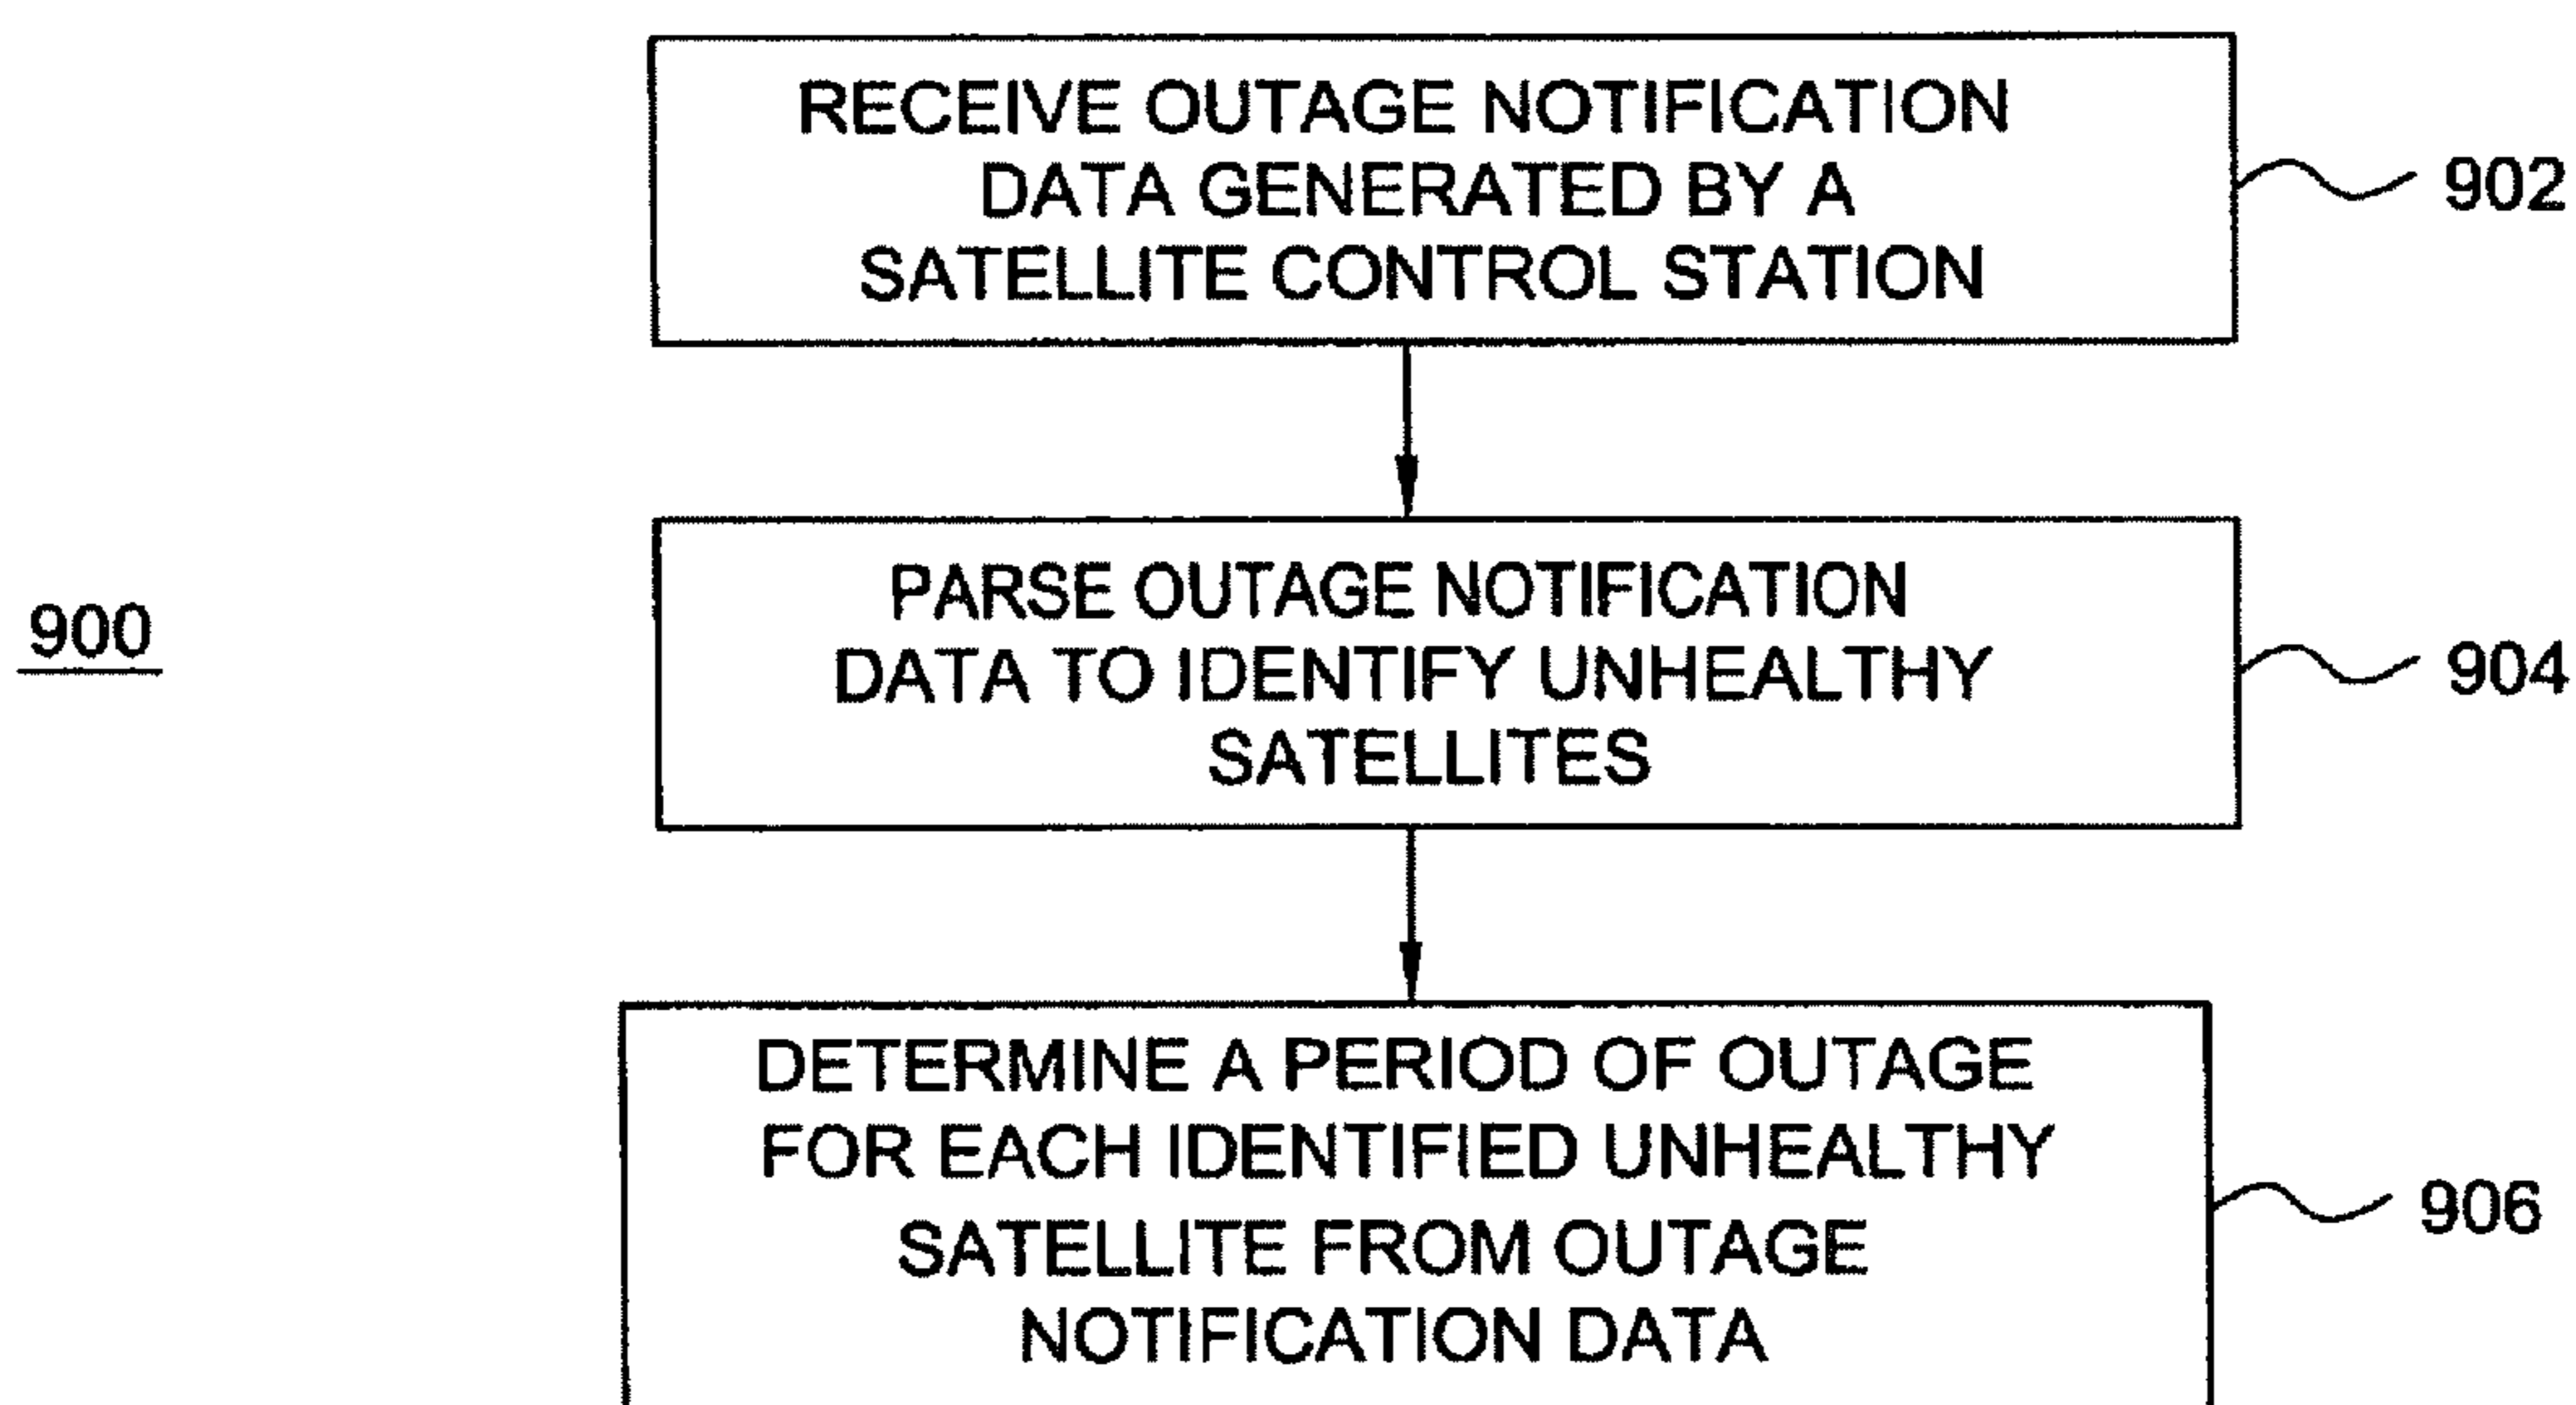 RECEIVE OUTAGE NOTIFICATION
DATA GENERATED BY A
SATELLITE CONTROL STATION
902
PARSE OUTAGE NOTIFICATION
DATA TO IDENTIFY UNHEALTHY
SATELLITES
904
900
DETERMINE A PERIOD OF OUTAGE
FOR EACH IDENTIFIED UNHEALTHY
SATELLITE FROM OUTAGE
NOTIFICATION DATA
906